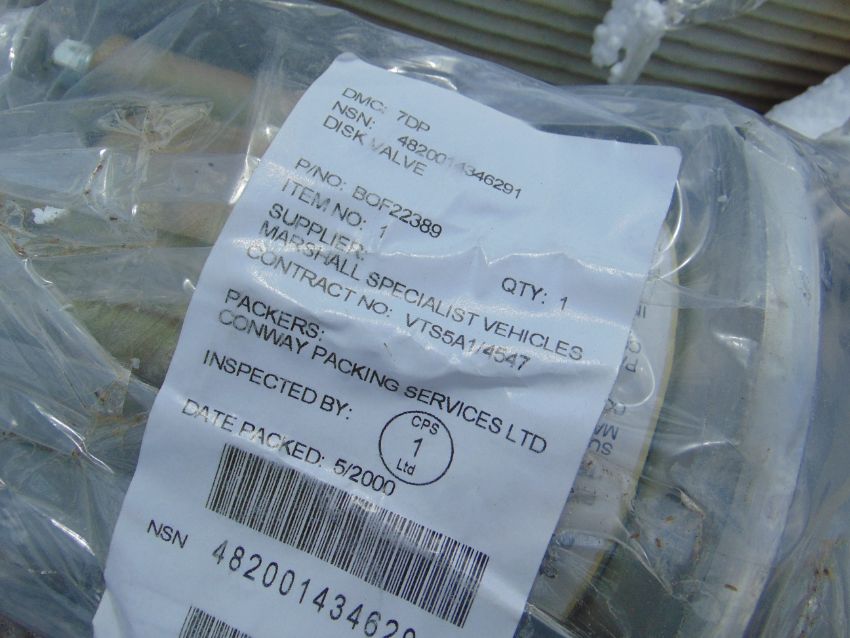 DMC: 7DP
NSN: 4820014346291
DISK VALVE
P/NO: BOF22389
ITEM NO: 1 QTY: 1
SUPPLIER:
MARSHALL SPECIALIST VEHICLES
CONTRACT NO: VTS5A1/4547
PACKERS:
CONWAY PACKING SERVICES LTD
INSPECTED BY: CPS
1
Ltd
DATE PACKED: 5/2000
NSN 482001434629